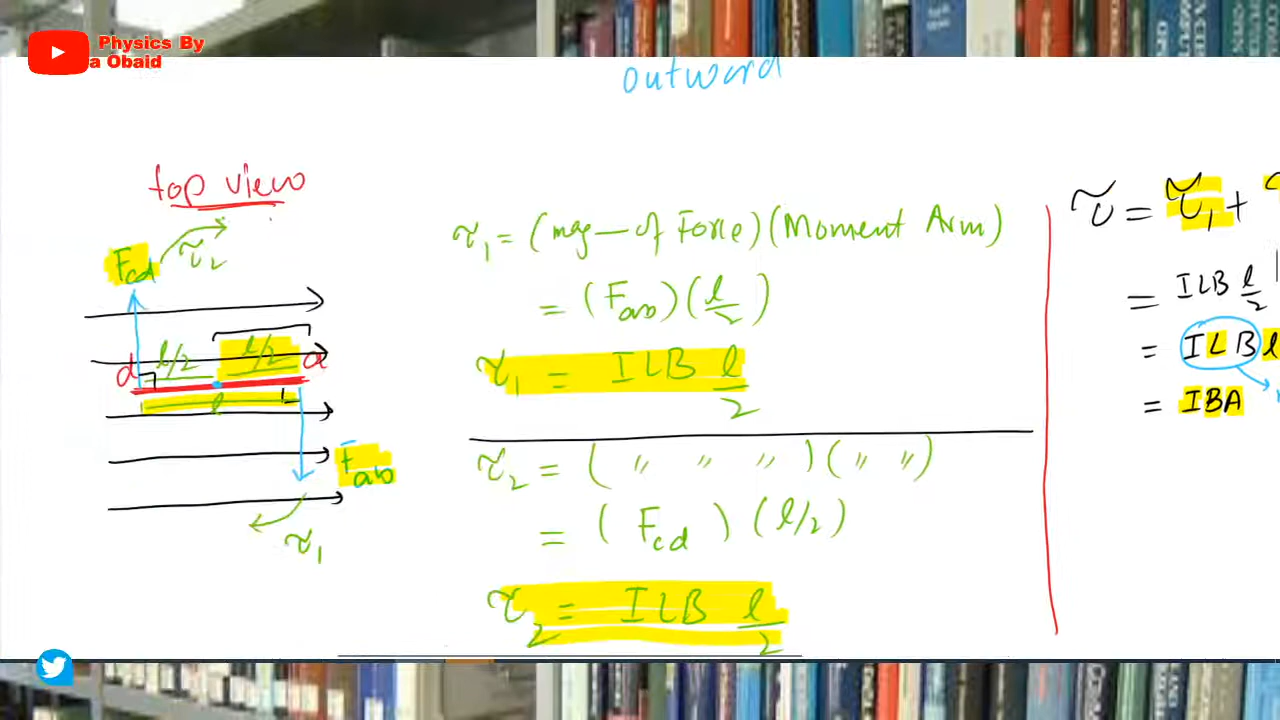 Physics By
a Obaid
outward
top view
Fcd
τ2
l/2
l/2
d
a
l
Fab
τ1
τ1 = (mag of Force)(Moment Arm)
= (Fab)(l/2)
τ1 = ILB l/2
τ2 = ( " " " )( " " )
= (Fcd)(l/2)
τ2 = ILB l/2
τ = τ1 +
= ILB l/2
= ILB l
= IBA